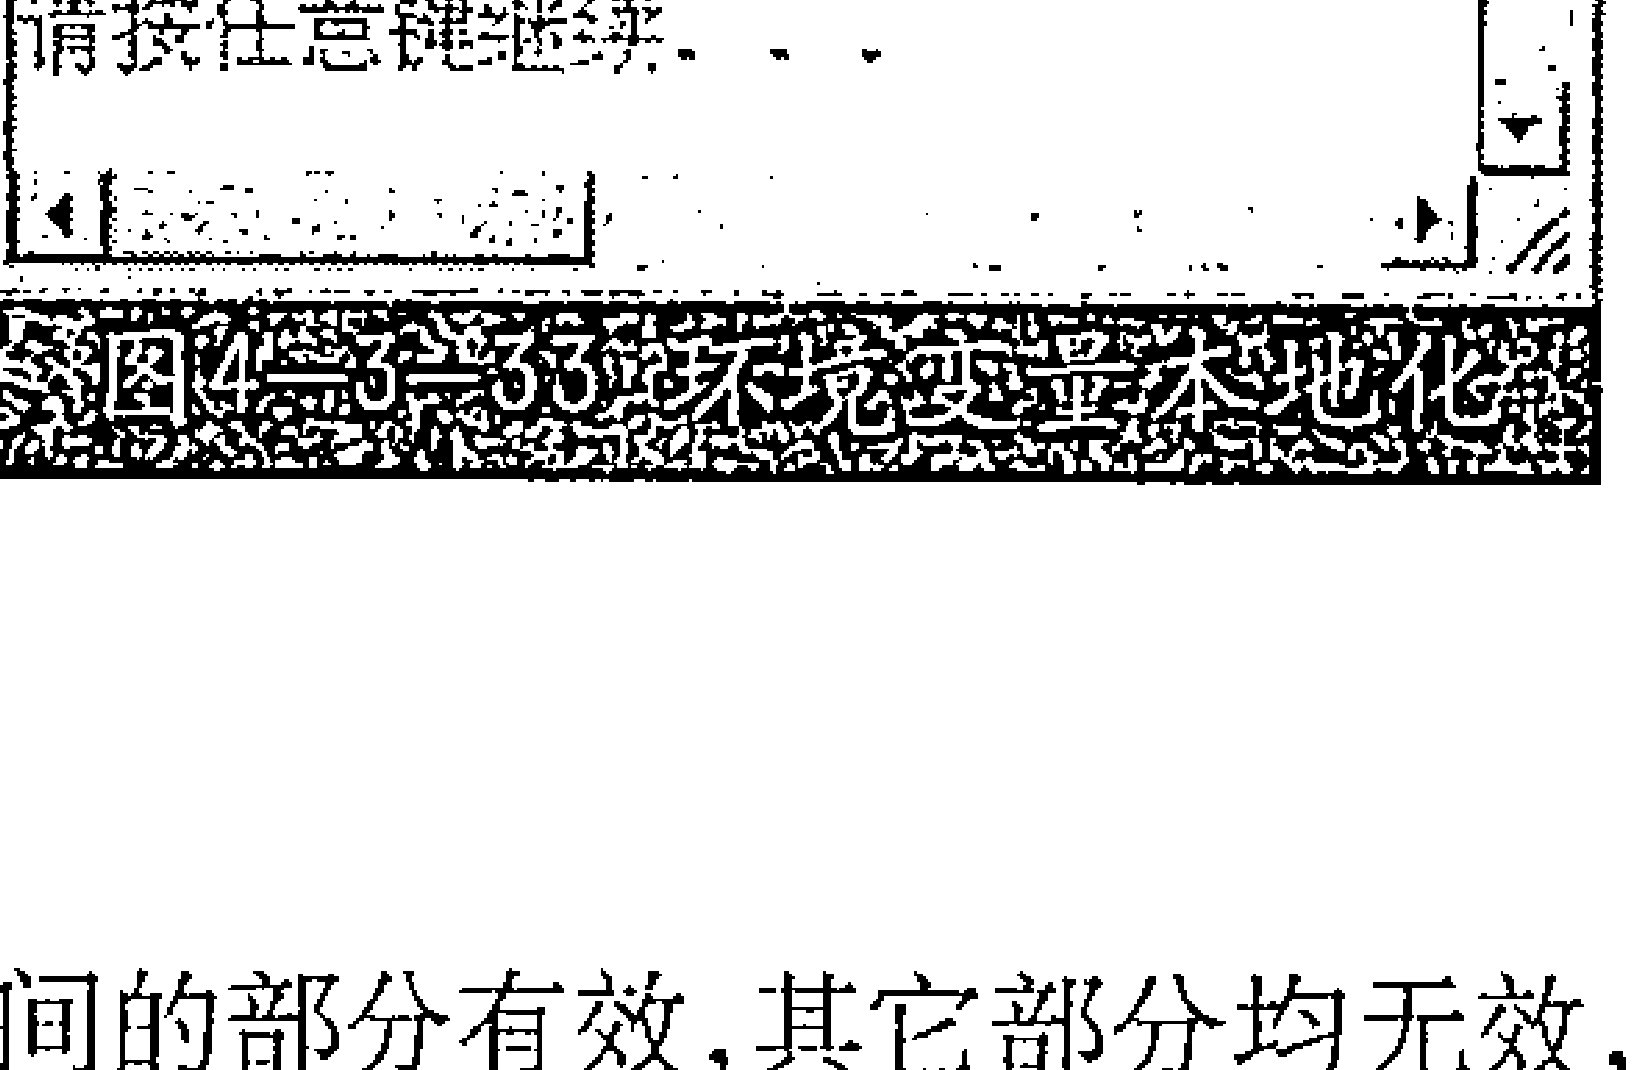 请按任意键继续. . .
图4—3—33 环境变量本地化
间的部分有效,其它部分均无效,